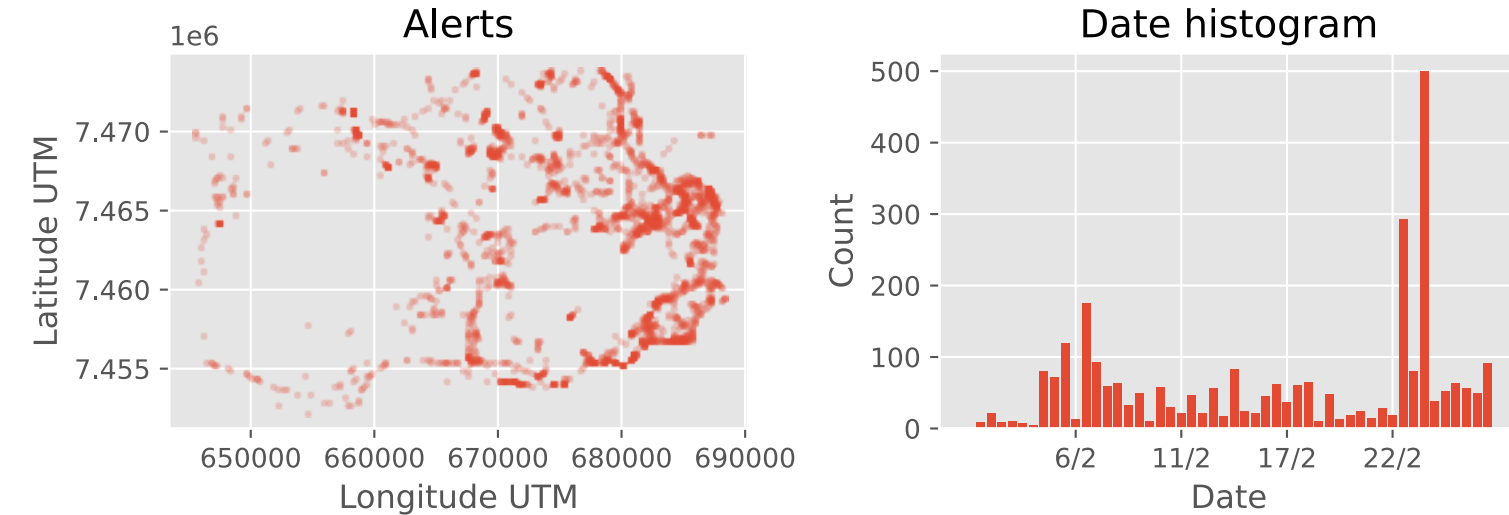 Alerts
1e6
Latitude UTM
7.470
7.465
7.460
7.455
650000 660000 670000 680000 690000
Longitude UTM
Date histogram
Count
500
400
300
200
100
0
6/2 11/2 17/2 22/2
Date